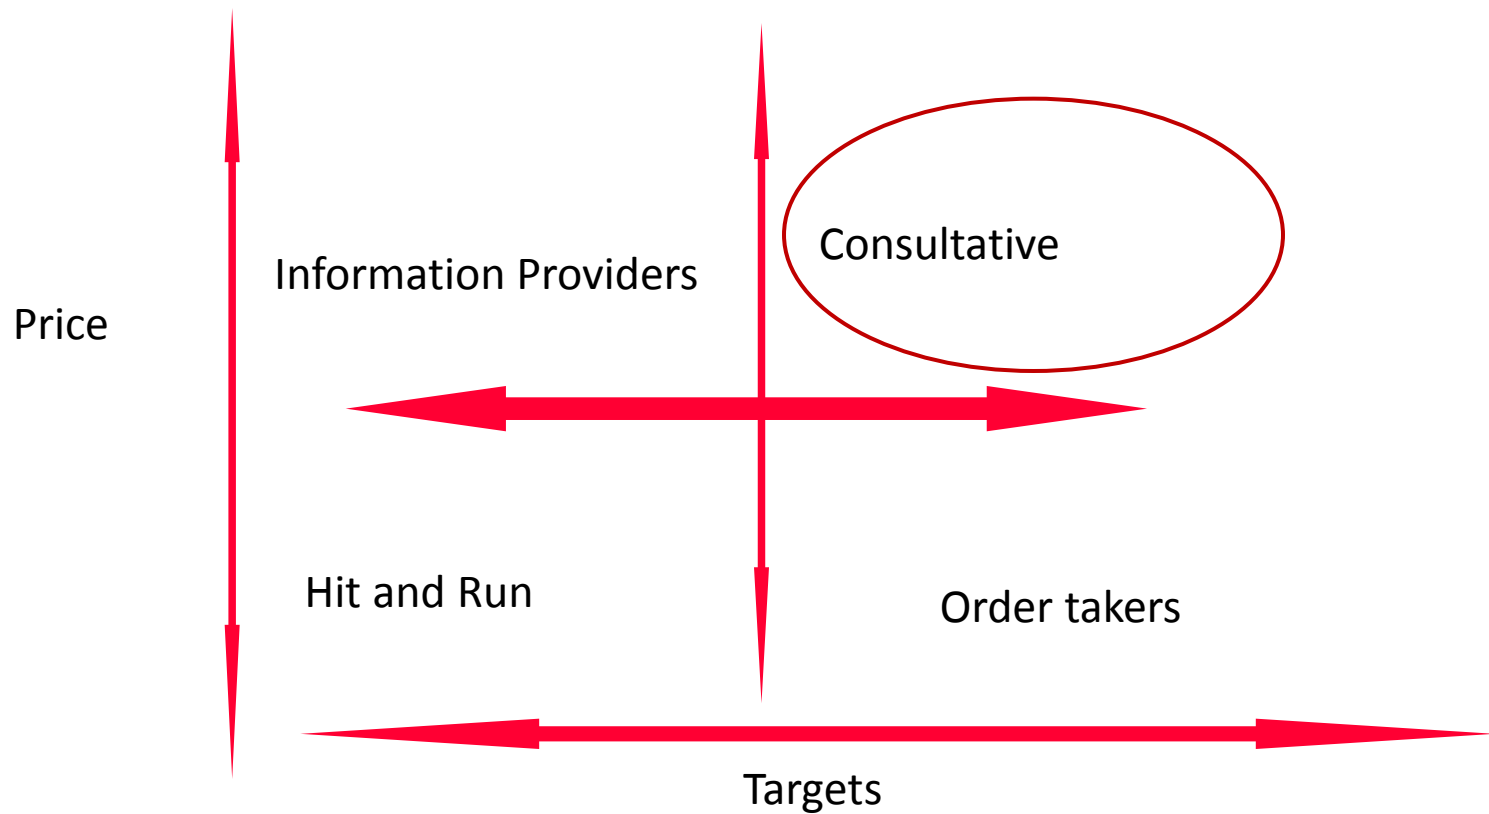 Consultative
Information Providers
Price
Hit and Run
Order takers
Targets